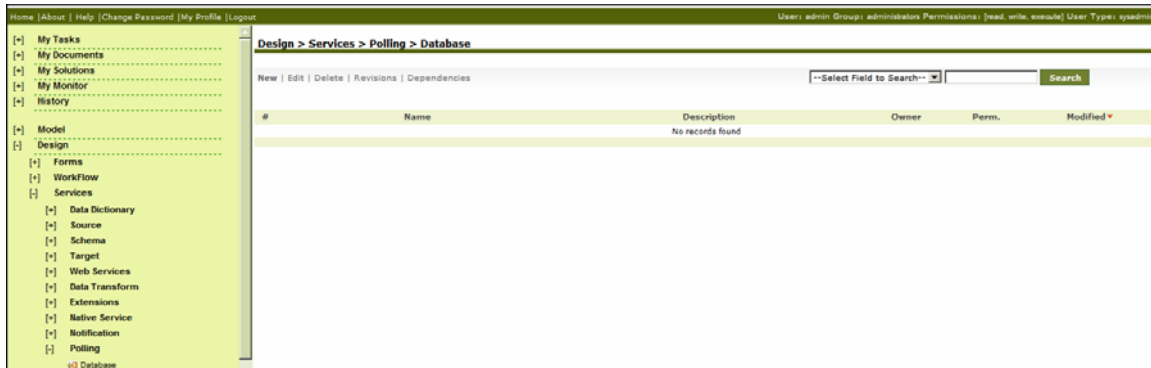 Home |About | Help |Change Password |My Profile |Logout
User: admin Group: administrators Permissions: [read, write, execute] User Type: sysadmin
[+] My Tasks
[+] My Documents
[+] My Solutions
[+] My Monitor
[+] History
[+] Model
[-] Design
[+] Forms
[+] WorkFlow
[-] Services
[+] Data Dictionary
[+] Source
[+] Schema
[+] Target
[+] Web Services
[+] Data Transform
[+] Extensions
[+] Native Service
[+] Notification
[-] Polling
Database
Design > Services > Polling > Database
New | Edit | Delete | Revisions | Dependencies
--Select Field to Search-- Search
# Name Description Owner Perm. Modified
No records found